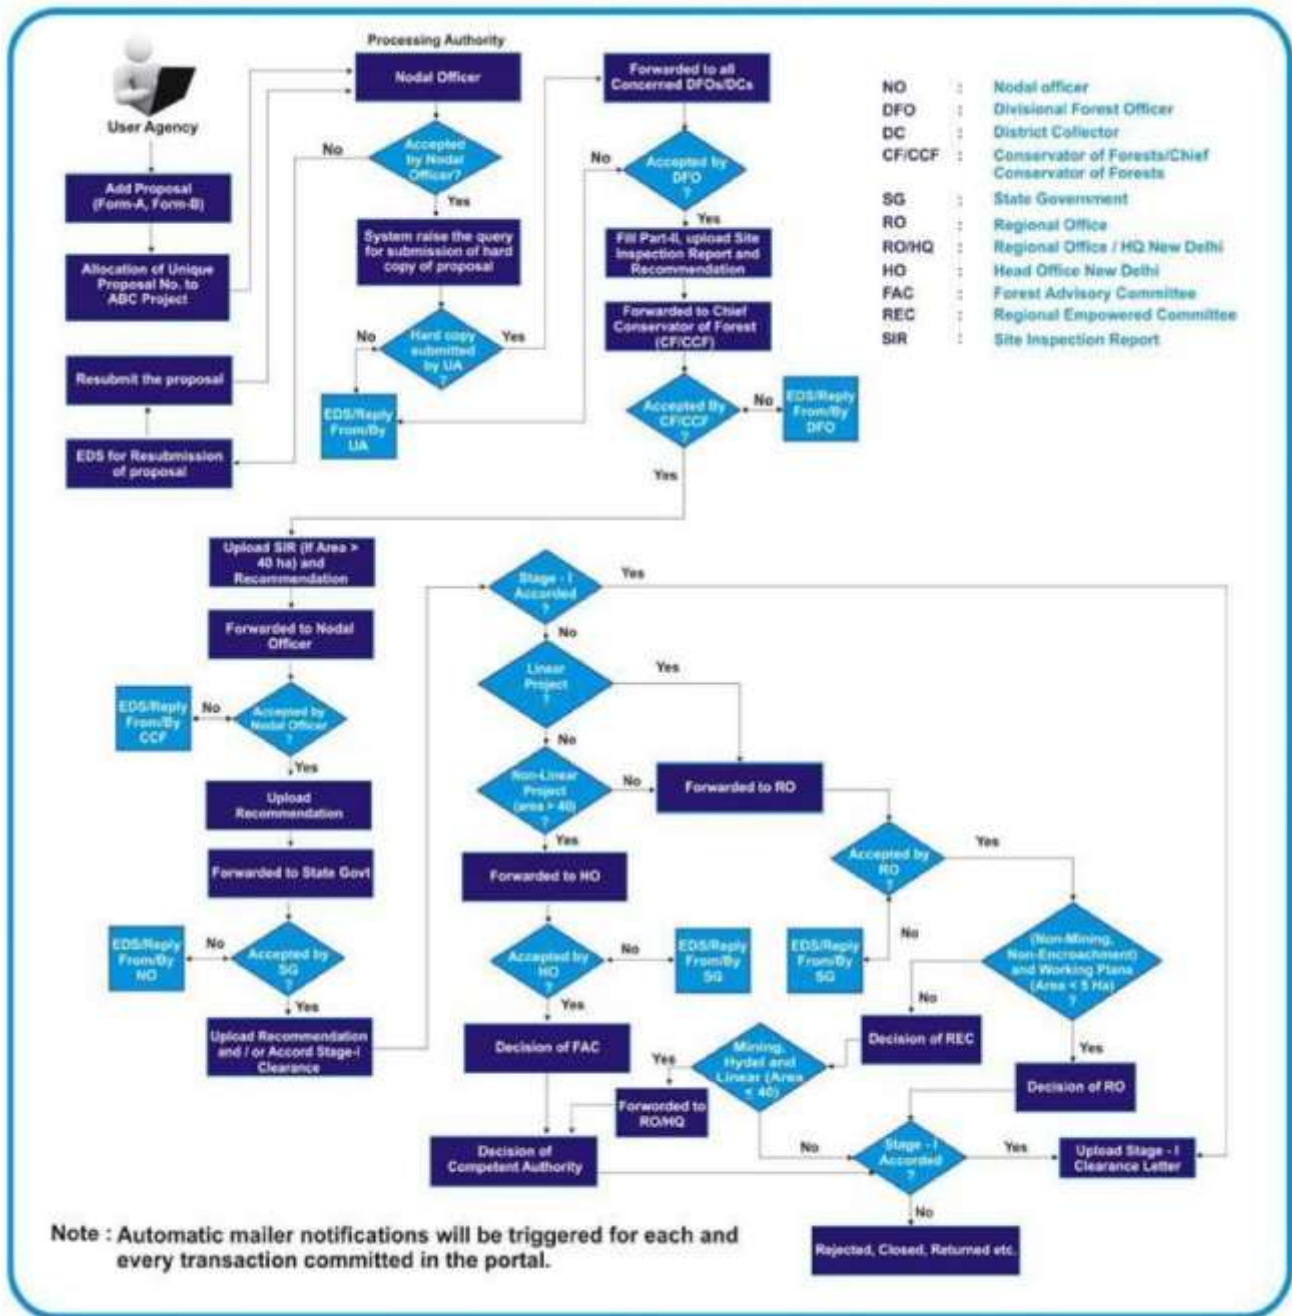 Processing Authority
User Agency
Add Proposal
(Form-A, Form-B)
Allocation of Unique
Proposal No. to
ABC Project
Resubmit the proposal
EDS for Resubmission
of proposal
Nodal Officer
Accepted
by Nodal
Officer?
No
Yes
System raise the query
for submission of hard
copy of proposal
Hard copy
submitted
by UA
?
No
Yes
EDS/Reply
From/By
UA
Forwarded to all
Concerned DFOs/DCs
Accepted by
DFO
?
No
Yes
Fill Part-II, upload Site
Inspection Report and
Recommendation
Forwarded to Chief
Conservator of Forest
(CF/CCF)
Accepted By
CF/CCF
?
No
EDS/Reply
From/By
DFO
Yes
NO : Nodal officer
DFO : Divisional Forest Officer
DC : District Collector
CF/CCF : Conservator of Forests/Chief
Conservator of Forests
SG : State Government
RO : Regional Office
RO/HQ : Regional Office / HQ New Delhi
HO : Head Office New Delhi
FAC : Forest Advisory Committee
REC : Regional Empowered Committee
SIR : Site Inspection Report
Upload SIR (If Area >
40 ha) and
Recommendation
Forwarded to Nodal
Officer
Accepted by
Nodal Officer
?
No
EDS/Reply
From/By
CCF
Yes
Upload
Recommendation
Forwarded to State Govt
Accepted by
SG
?
No
EDS/Reply
From/By
NO
Yes
Upload Recommendation
and / or Accord Stage-I
Clearance
Stage - I
Accorded
?
Yes
No
Linear
Project
?
Yes
No
Non-Linear
Project
(area > 40)
?
No
Yes
Forwarded to RO
Forwarded to HO
Accepted by
HO
?
No
EDS/Reply
From/By
SG
Yes
Decision of FAC
Decision of
Competent Authority
Accepted by
RO
?
Yes
No
EDS/Reply
From/By
SG
(Non-Mining,
Non-Encroachment)
and Working Plans
(Area < 5 Ha)
?
No
Yes
Decision of REC
Decision of RO
Mining,
Hydel and
Linear (Area
≤ 40)
Yes
No
Forworded to
RO/HQ
Stage - I
Accorded
?
Yes
No
Upload Stage - I
Clearance Letter
Rejected, Closed, Returned etc.
Note : Automatic mailer notifications will be triggered for each and
every transaction committed in the portal.